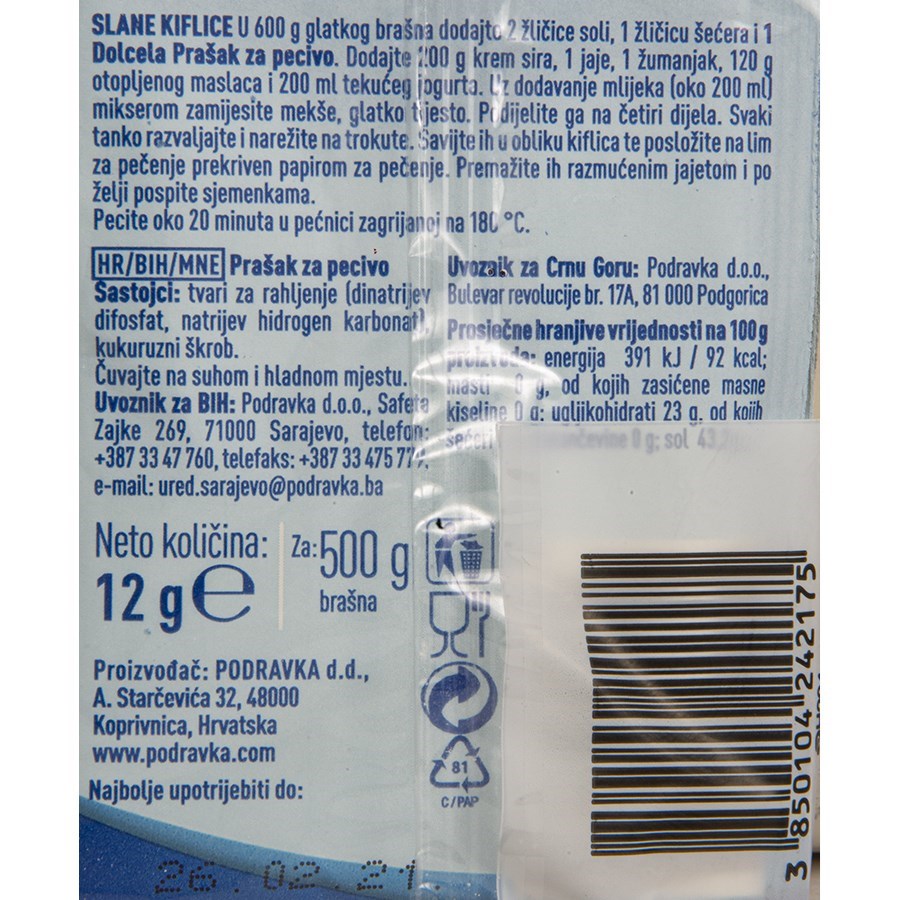 SLANE KIFLICE U 600 g glatkog brašna dodajte 2 žličice soli, 1 žličicu šećera i 1
Dolcela Prašak za pecivo. Dodajte 200 g krem sira, 1 jaje, 1 žumanjak, 120 g
otopljenog maslaca i 200 ml tekućeg jogurta. Uz dodavanje mlijeka (oko 200 ml)
mikserom zamijesite mekše, glatko tijesto. Podijelite ga na četiri dijela. Svaki
tanko razvaljajte i narežite na trokute. Savijte ih u obliku kiflica te posložite na lim
za pečenje prekriven papirom za pečenje. Premažite ih razmućenim jajetom i po
želji pospite sjemenkama.
Pecite oko 20 minuta u pećnici zagrijanoj na 180 °C.
HR/BIH/MNE Prašak za pecivo
Sastojci: tvari za rahljenje (dinatrijev
difosfat, natrijev hidrogen karbonat),
kukuruzni škrob.
Čuvajte na suhom i hladnom mjestu.
Uvoznik za BIH: Podravka d.o.o., Safeta
Zajke 269, 71000 Sarajevo, telefon:
+387 33 47 760, telefaks: +387 33 475 777.
e-mail: ured.sarajevo@podravka.ba
Uvoznik za Crnu Goru: Podravka d.o.o.,
Bulevar revolucije br. 17A, 81 000 Podgorica
Prosječne hranjive vrijednosti na 100 g
proizvoda: energija 391 kJ / 92 kcal;
masti 0 g, od kojih zasićene masne
kiseline 0 g; ugljikohidrati 23 g, od kojih
šećeri 0 g; sol
Neto količina:
12 g e
Za: 500 g
brašna
Proizvođač: PODRAVKA d.d.,
A. Starčevića 32, 48000
Koprivnica, Hrvatska
www.podravka.com
Najbolje upotrijebiti do:
26.02.21.
81
C/PAP
3 850104 242175